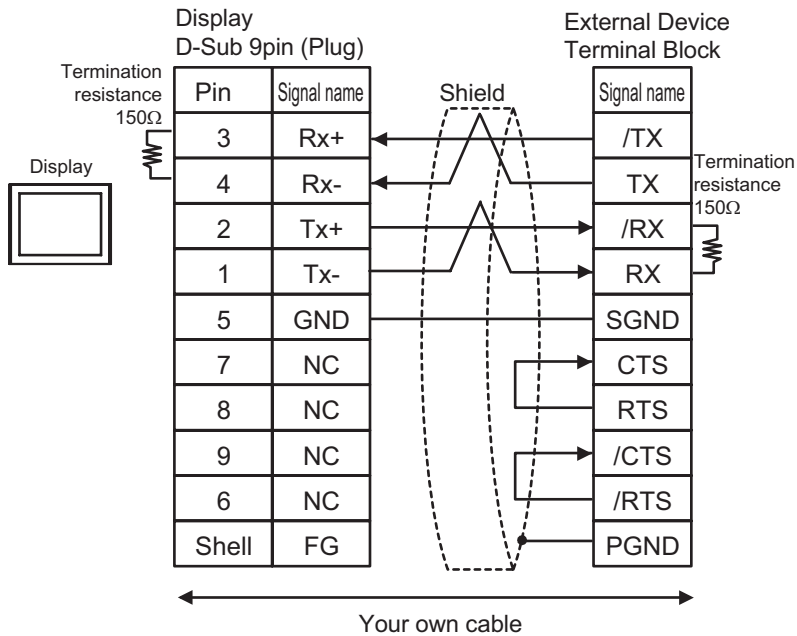 Display
D-Sub 9pin (Plug)
External Device
Terminal Block
Termination
resistance
150Ω
Display
Pin Signal name
Shield
Signal name
3 Rx+ /TX
4 Rx- TX
Termination
resistance
150Ω
2 Tx+ /RX
1 Tx- RX
5 GND SGND
7 NC CTS
8 NC RTS
9 NC /CTS
6 NC /RTS
Shell FG PGND
Your own cable